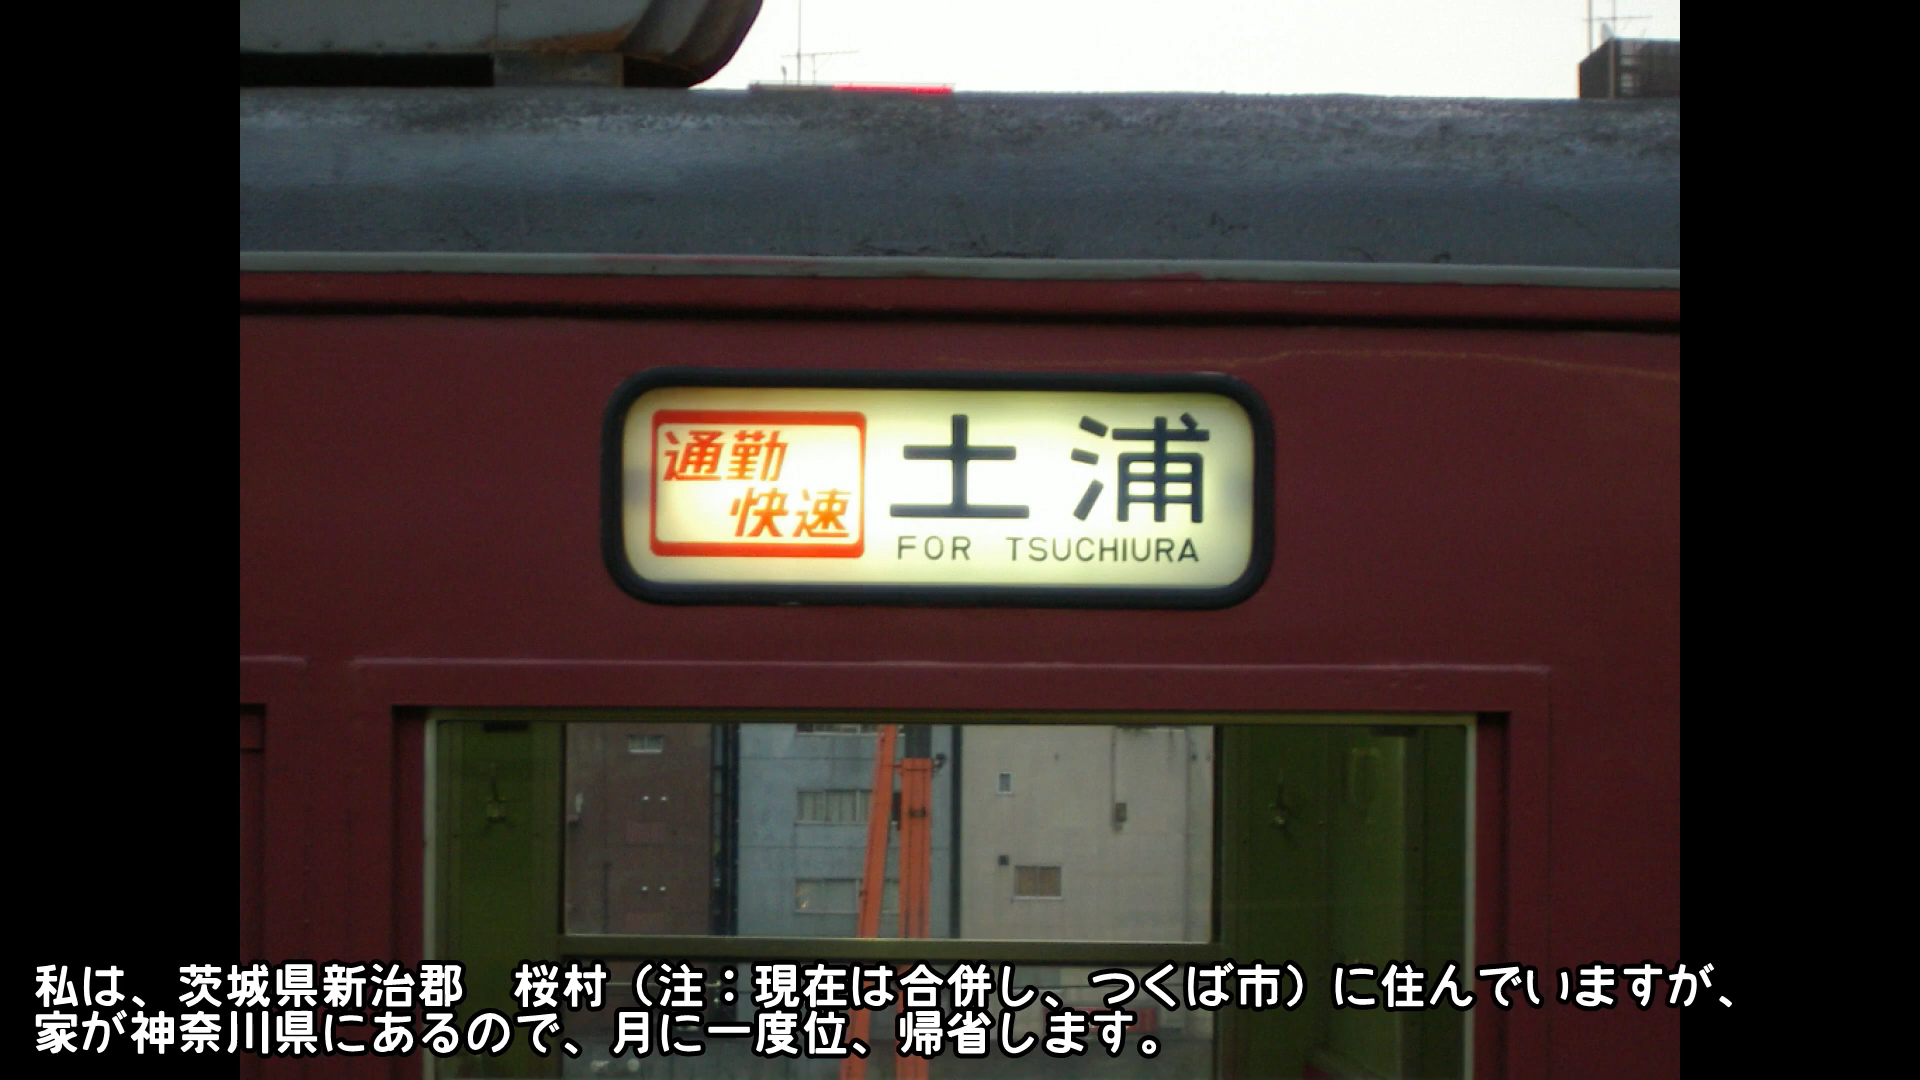 通勤
快速
土浦
FOR TSUCHIURA
私は、茨城県新治郡　桜村（注：現在は合併し、つくば市）に住んでいますが、
家が神奈川県にあるので、月に一度位、帰省します。